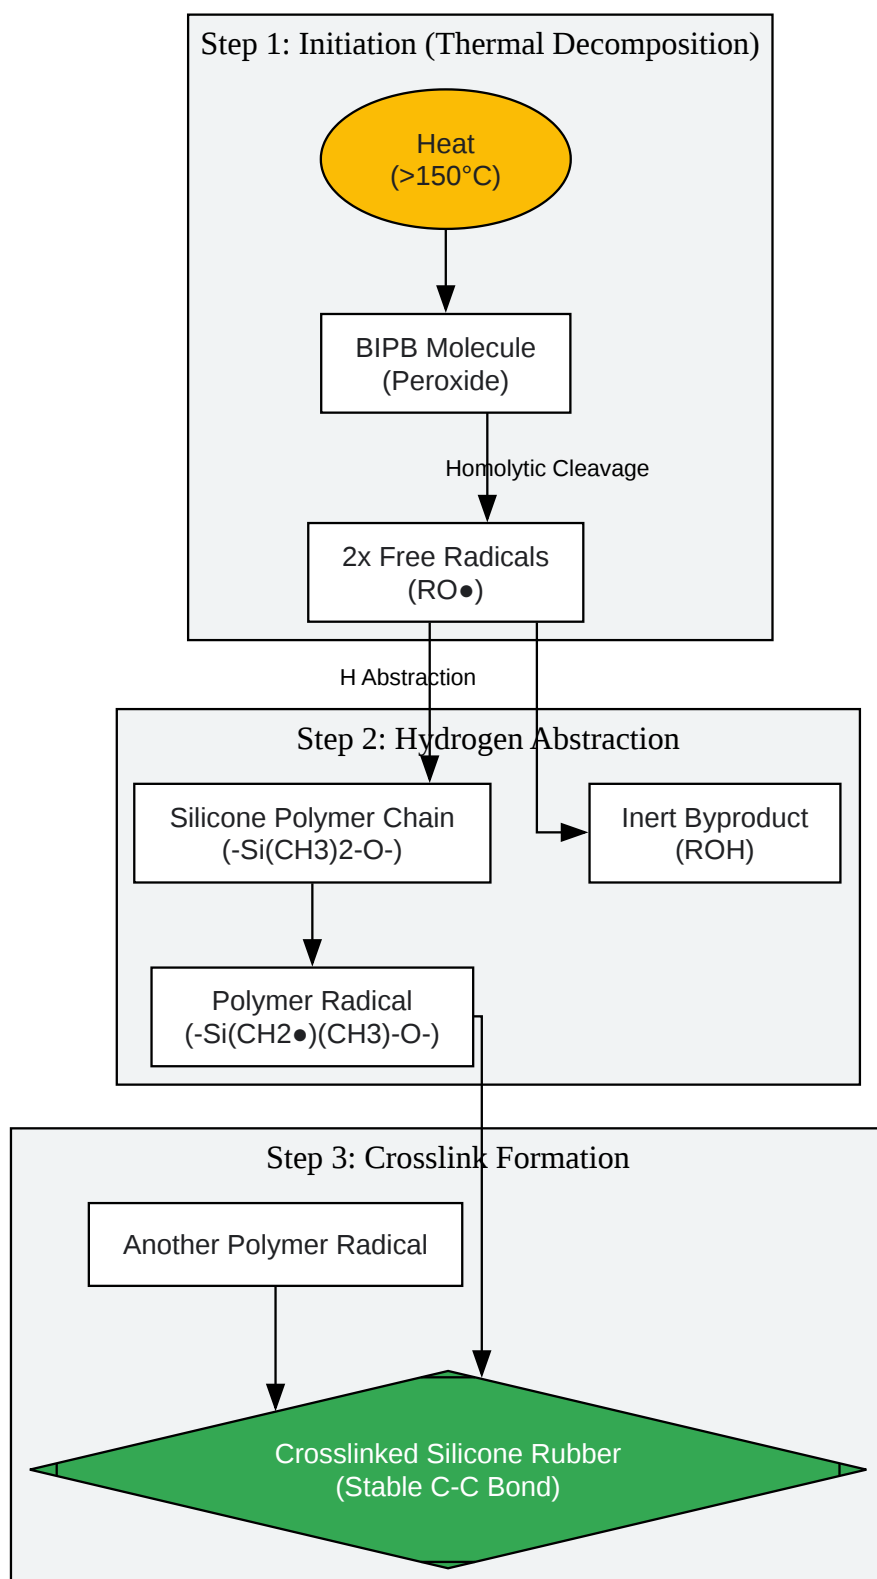 Step 1: Initiation (Thermal Decomposition)
Heat
(>150°C)
BIPB Molecule
(Peroxide)
Homolytic Cleavage
2x Free Radicals
(RO●)
H Abstraction
Step 2: Hydrogen Abstraction
Silicone Polymer Chain
(-Si(CH3)2-O-)
Inert Byproduct
(ROH)
Polymer Radical
(-Si(CH2●)(CH3)-O-)
Step 3: Crosslink Formation
Another Polymer Radical
Crosslinked Silicone Rubber
(Stable C-C Bond)